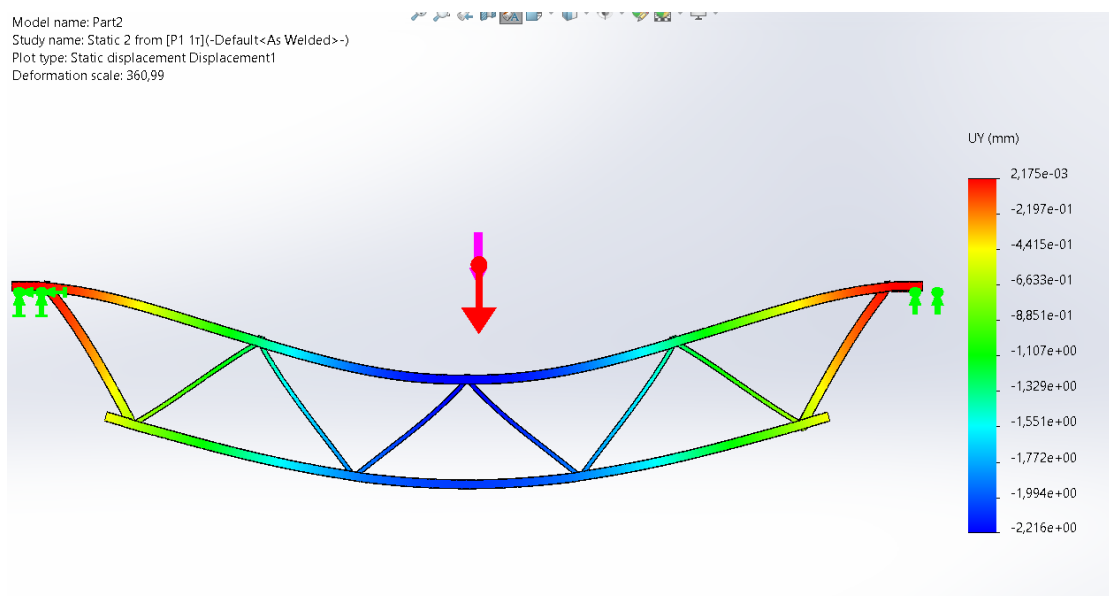 Model name: Part2
Study name: Static 2 from [P1 1т](-Default<As Welded>-)
Plot type: Static displacement Displacement1
Deformation scale: 360,99
UY (mm)
2,175e-03
-2,197e-01
-4,415e-01
-6,633e-01
-8,851e-01
-1,107e+00
-1,329e+00
-1,551e+00
-1,772e+00
-1,994e+00
-2,216e+00